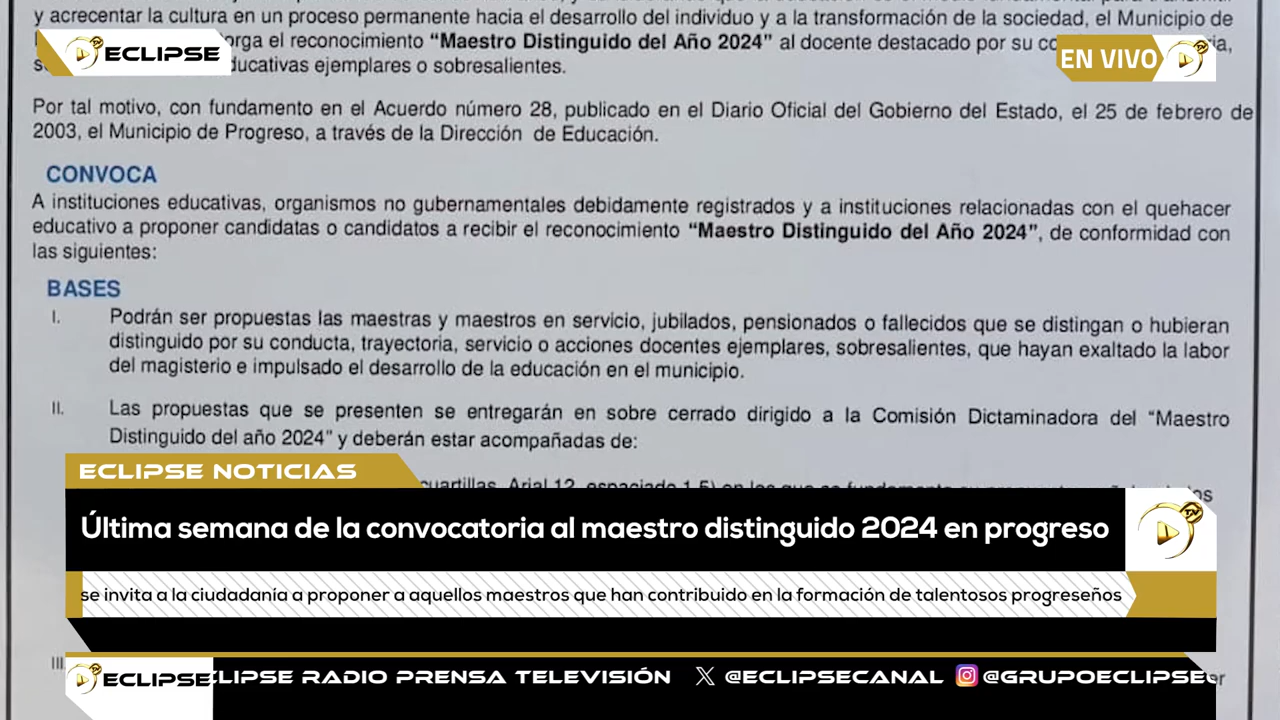 y acrecentar la cultura en un proceso permanente hacia el desarrollo del individuo y a la transformación de la sociedad, el Municipio de
el reconocimiento “Maestro Distinguido del Año 2024” al docente destacado por su
ejemplares o sobresalientes.
ECLIPSE
EN VIVO
Por tal motivo, con fundamento en el Acuerdo número 28, publicado en el Diario Oficial del Gobierno del Estado, el 25 de febrero de
2003, el Municipio de Progreso, a través de la Dirección de Educación.
CONVOCA
A instituciones educativas, organismos no gubernamentales debidamente registrados y a instituciones relacionadas con el quehacer
educativo a proponer candidatas o candidatos a recibir el reconocimiento “Maestro Distinguido del Año 2024”, de conformidad con
las siguientes:
BASES
I. Podrán ser propuestas las maestras y maestros en servicio, jubilados, pensionados o fallecidos que se distingan o hubieran
distinguido por su conducta, trayectoria, servicio o acciones docentes ejemplares, sobresalientes, que hayan exaltado la labor
del magisterio e impulsado el desarrollo de la educación en el municipio.
II. Las propuestas que se presenten se entregarán en sobre cerrado dirigido a la Comisión Dictaminadora del “Maestro
Distinguido del año 2024” y deberán estar acompañadas de:
ECLIPSE NOTICIAS
Última semana de la convocatoria al maestro distinguido 2024 en progreso
TV
se invita a la ciudadanía a proponer a aquellos maestros que han contribuido en la formación de talentosos progreseños
III
ECLIPSE
CLIPSE RADIO PRENSA TELEVISIÓN X @ECLIPSECANAL @GRUPOECLIPSE